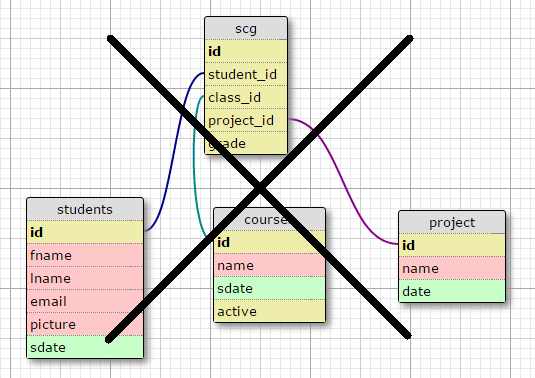 scg
id
student_id
class_id
project_id
grade
students
id
fname
lname
email
picture
sdate
course
id
name
sdate
active
project
id
name
date